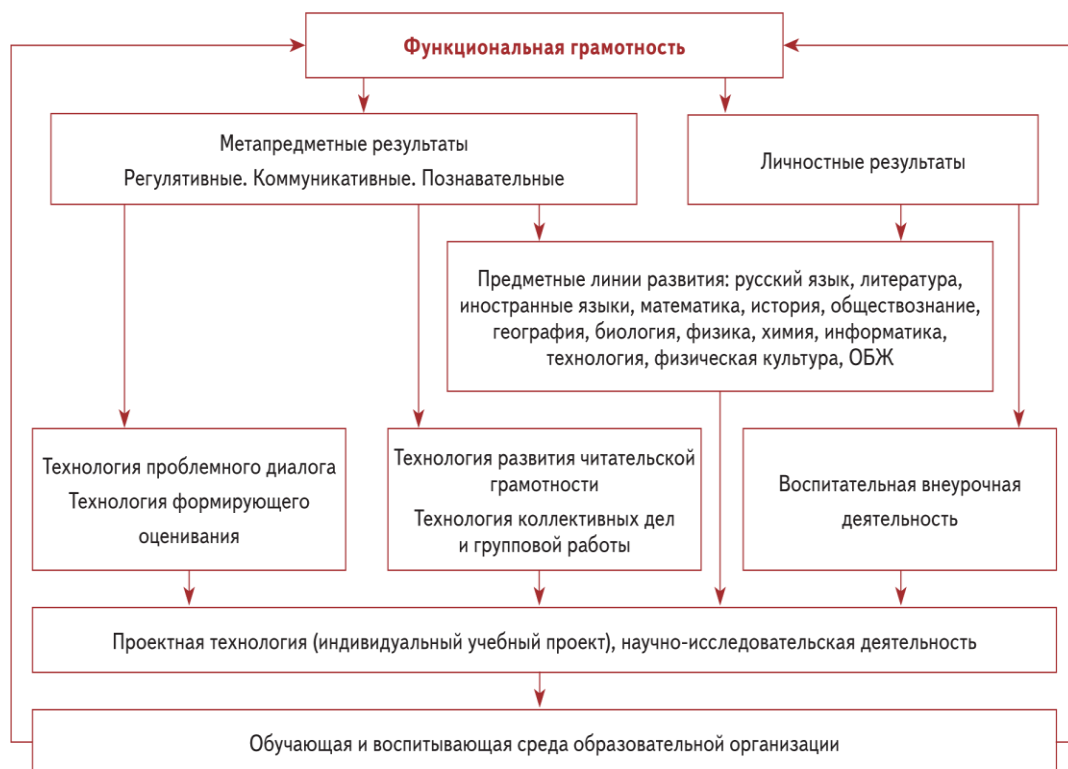 Функциональная грамотность
Метапредметные результаты
Регулятивные. Коммуникативные. Познавательные
Личностные результаты
Предметные линии развития: русский язык, литература,
иностранные языки, математика, история, обществознание,
география, биология, физика, химия, информатика,
технология, физическая культура, ОБЖ
Технология проблемного диалога
Технология формирующего
оценивания
Технология развития читательской
грамотности
Технология коллективных дел
и групповой работы
Воспитательная внеурочная
деятельность
Проектная технология (индивидуальный учебный проект), научно-исследовательская деятельность
Обучающая и воспитывающая среда образовательной организации